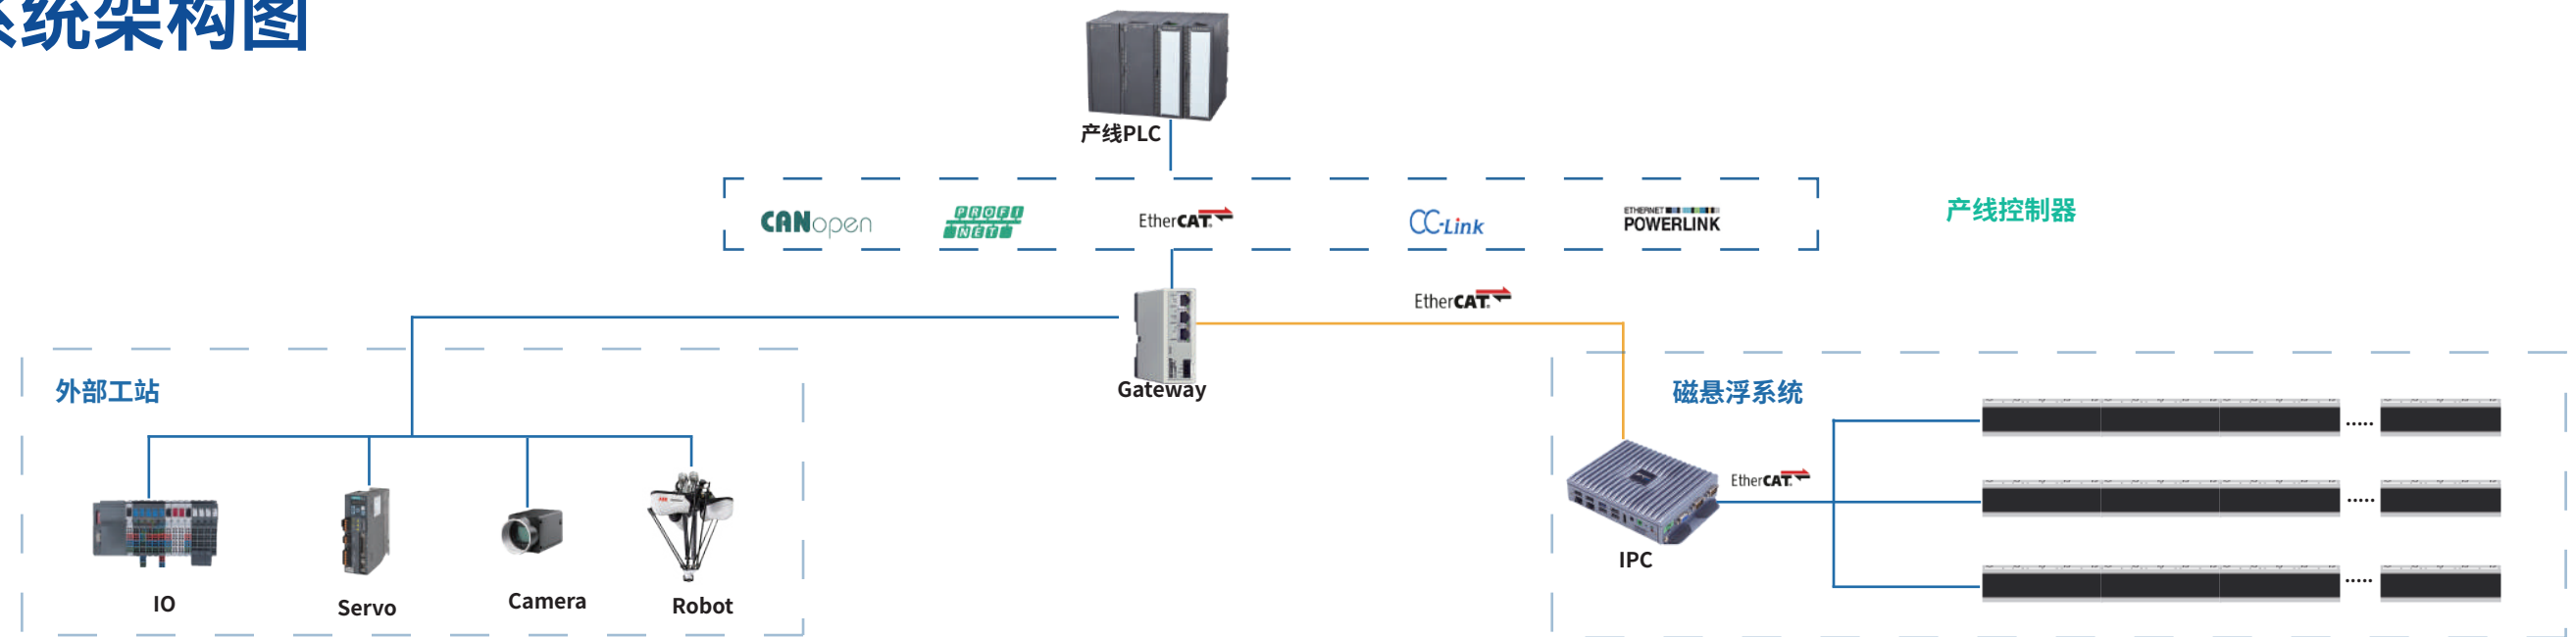 系统架构图
产线PLC
CANopen
PROFI
NET
EtherCAT
CC-Link
ETHERNET
POWERLINK
产线控制器
EtherCAT
Gateway
外部工站
磁悬浮系统
.....
EtherCAT
.....
IPC
.....
IO
Servo
Camera
Robot